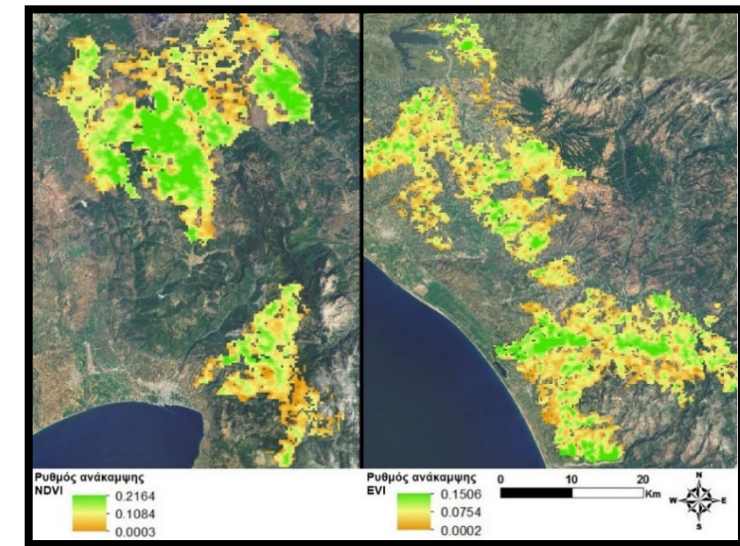 Ρυθμός ανάκαμψης
NDVI
0.2164
0.1084
0.0003
Ρυθμός ανάκαμψης
EVI
0.1506
0.0754
0.0002
0 10 20
Km
N
W E
S